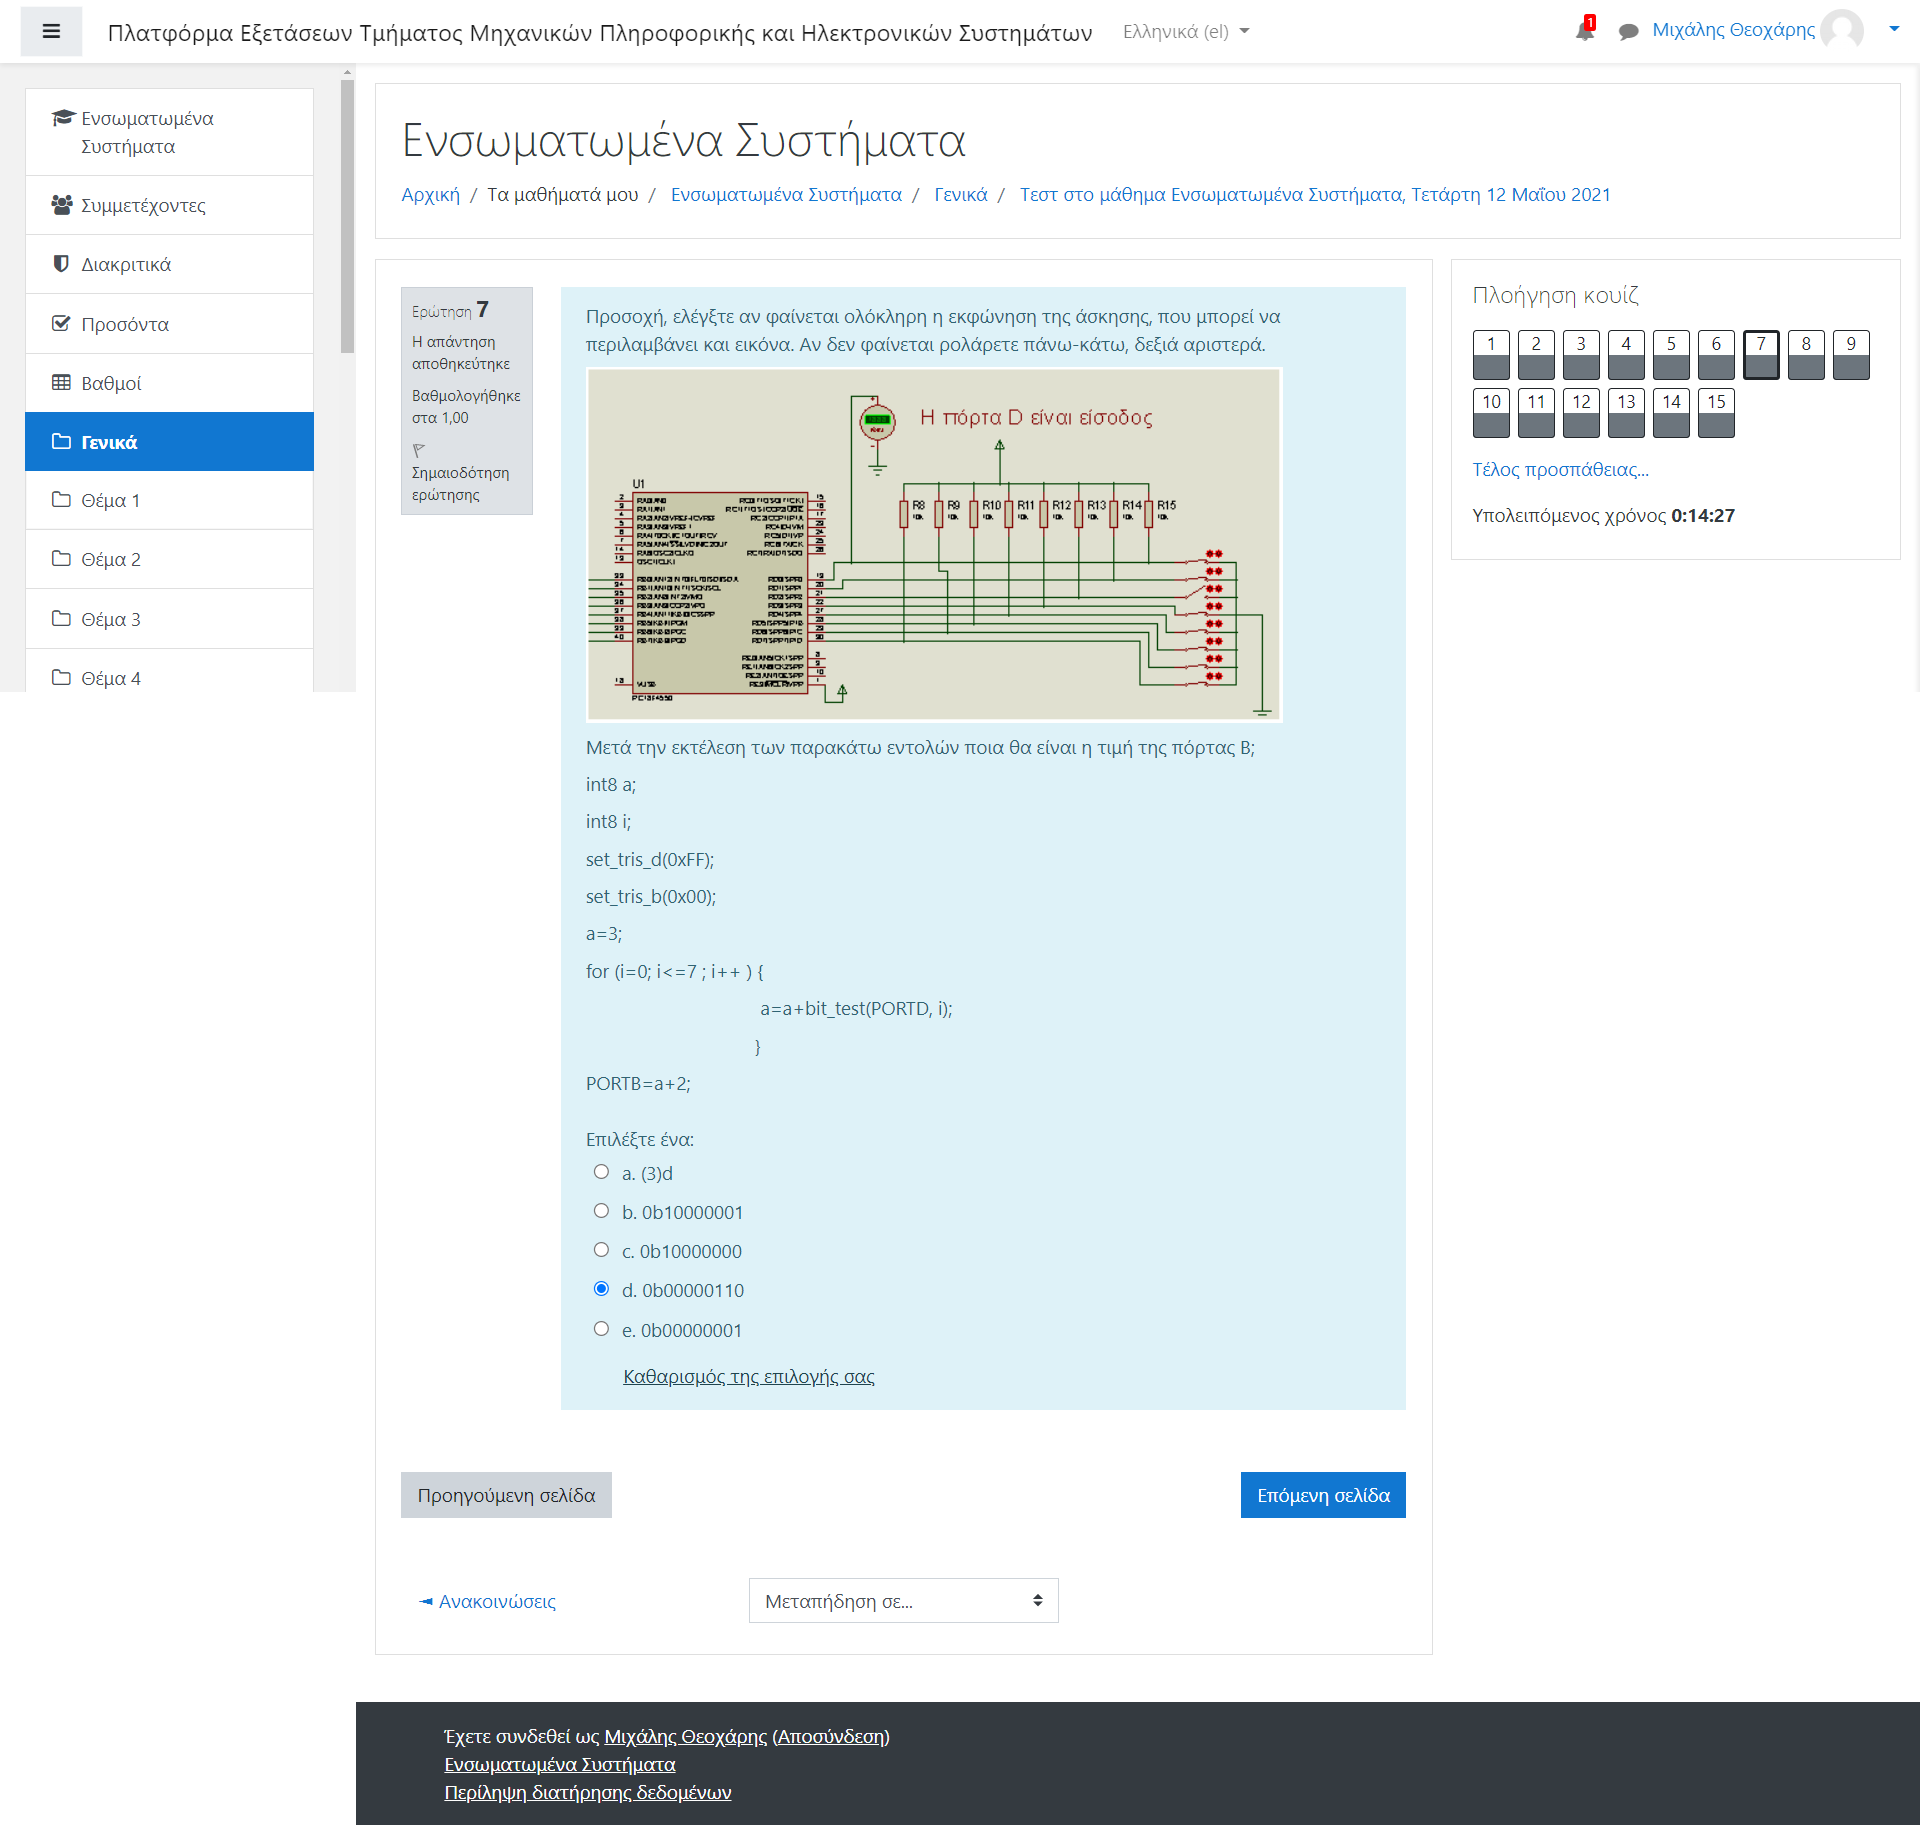 Πλατφόρμα Εξετάσεων Τμήματος Μηχανικών Πληροφορικής και Ηλεκτρονικών Συστημάτων
Ελληνικά (el)
1
Μιχάλης Θεοχάρης
Ενσωματωμένα
Συστήματα
Συμμετέχοντες
Διακριτικά
Προσόντα
Βαθμοί
Γενικά
Θέμα 1
Θέμα 2
Θέμα 3
Θέμα 4
Ενσωματωμένα Συστήματα
Αρχική / Τα μαθήματά μου / Ενσωματωμένα Συστήματα / Γενικά / Τεστ στο μάθημα Ενσωματωμένα Συστήματα, Τετάρτη 12 Μαΐου 2021
Ερώτηση 7
Η απάντηση
αποθηκεύτηκε
Βαθμολογήθηκε
στα 1,00
Σημαιοδότηση
ερώτησης
Προσοχή, ελέγξτε αν φαίνεται ολόκληρη η εκφώνηση της άσκησης, που μπορεί να
περιλαμβάνει και εικόνα. Αν δεν φαίνεται ρολάρετε πάνω-κάτω, δεξιά αριστερά.
Η πόρτα D είναι είσοδος
U1
R8 R9 R10 R11 R12 R13 R14 R15
Μετά την εκτέλεση των παρακάτω εντολών ποια θα είναι η τιμή της πόρτας Β;
int8 a;
int8 i;
set_tris_d(0xFF);
set_tris_b(0x00);
a=3;
for (i=0; i<=7 ; i++ ) {
a=a+bit_test(PORTD, i);
}
PORTB=a+2;
Επιλέξτε ένα:
a. (3)d
b. 0b10000001
c. 0b10000000
d. 0b00000110
e. 0b00000001
Καθαρισμός της επιλογής σας
Προηγούμενη σελίδα
Επόμενη σελίδα
◄ Ανακοινώσεις
Μεταπήδηση σε...
Πλοήγηση κουίζ
1 2 3 4 5 6 7 8 9
10 11 12 13 14 15
Τέλος προσπάθειας...
Υπολειπόμενος χρόνος 0:14:27
Έχετε συνδεθεί ως Μιχάλης Θεοχάρης (Αποσύνδεση)
Ενσωματωμένα Συστήματα
Περίληψη διατήρησης δεδομένων